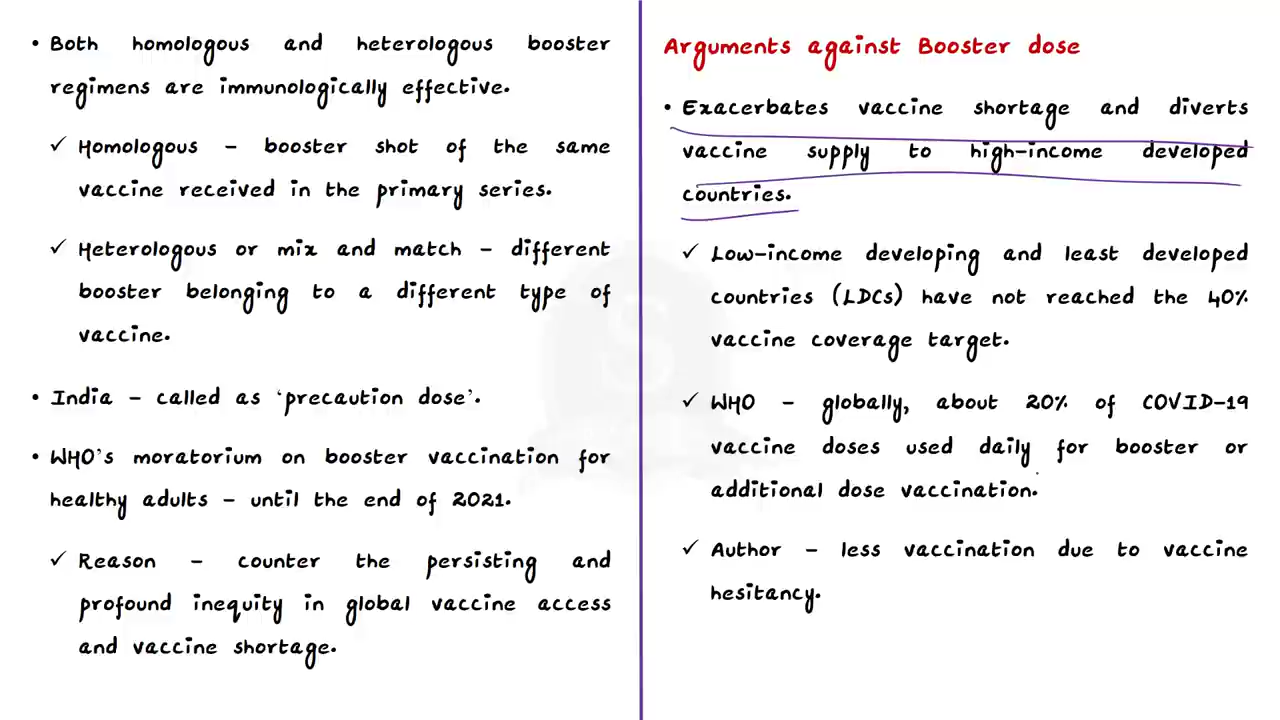 • Both homologous and heterologous booster
regimens are immunologically effective.
✓ Homologous – booster shot of the same
vaccine received in the primary series.
✓ Heterologous or mix and match – different
booster belonging to a different type of
vaccine.
• India – called as 'precaution dose'.
• WHO's moratorium on booster vaccination for
healthy adults – until the end of 2021.
✓ Reason – counter the persisting and
profound inequity in global vaccine access
and vaccine shortage.
Arguments against Booster dose
• Exacerbates vaccine shortage and diverts
vaccine supply to high-income developed
countries.
✓ Low-income developing and least developed
countries (LDCs) have not reached the 40%
vaccine coverage target.
✓ WHO – globally, about 20% of COVID-19
vaccine doses used daily for booster or
additional dose vaccination.
✓ Author – less vaccination due to vaccine
hesitancy.